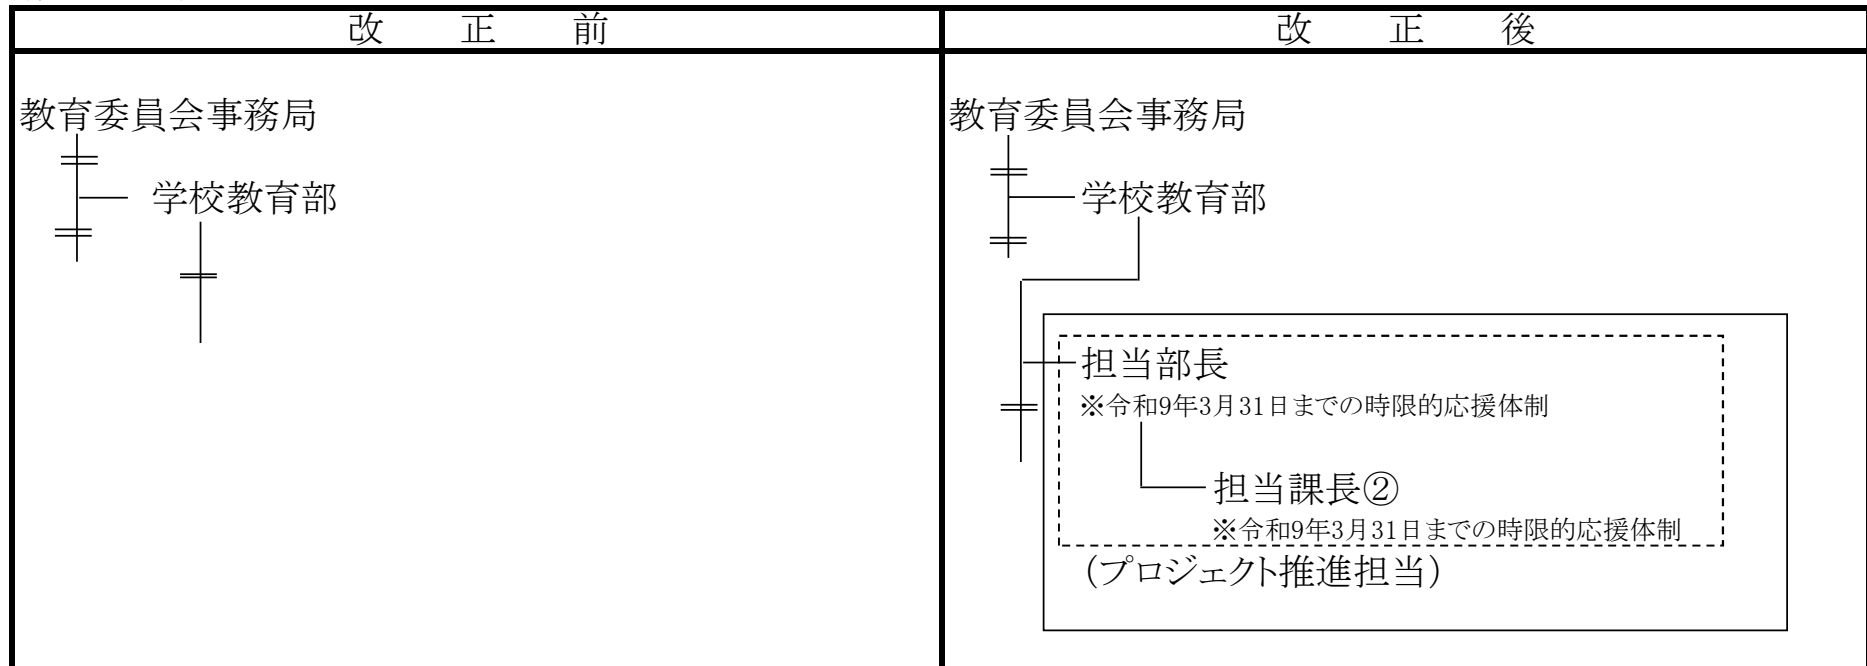 改正前
教育委員会事務局
学校教育部
改正後
教育委員会事務局
学校教育部
担当部長
※令和9年3月31日までの時限的応援体制
担当課長②
※令和9年3月31日までの時限的応援体制
(プロジェクト推進担当)